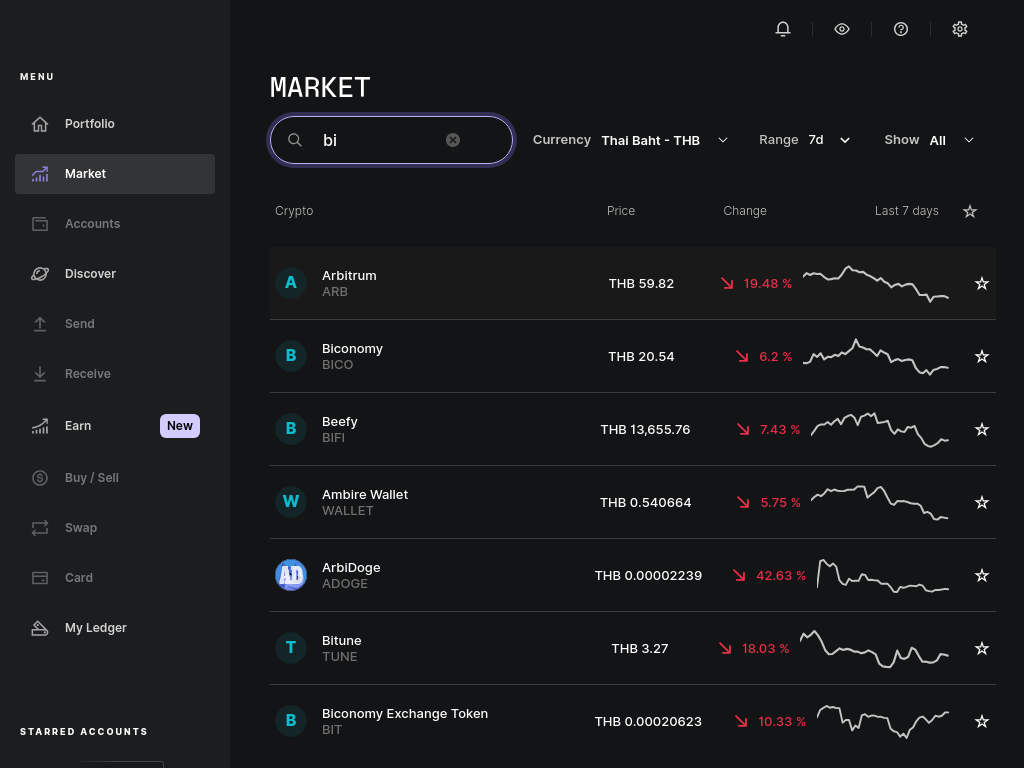 MENU
Portfolio
Market
Accounts
Discover
Send
Receive
Earn New
Buy / Sell
Swap
Card
My Ledger
STARRED ACCOUNTS
MARKET
bi
Currency Thai Baht - THB
Range 7d
Show All
Crypto Price Change Last 7 days
A Arbitrum ARB THB 59.82 19.48 %
B Biconomy BICO THB 20.54 6.2 %
B Beefy BIFI THB 13,655.76 7.43 %
W Ambire Wallet WALLET THB 0.540664 5.75 %
AD ArbiDoge ADOGE THB 0.00002239 42.63 %
T Bitune TUNE THB 3.27 18.03 %
B Biconomy Exchange Token BIT THB 0.00020623 10.33 %